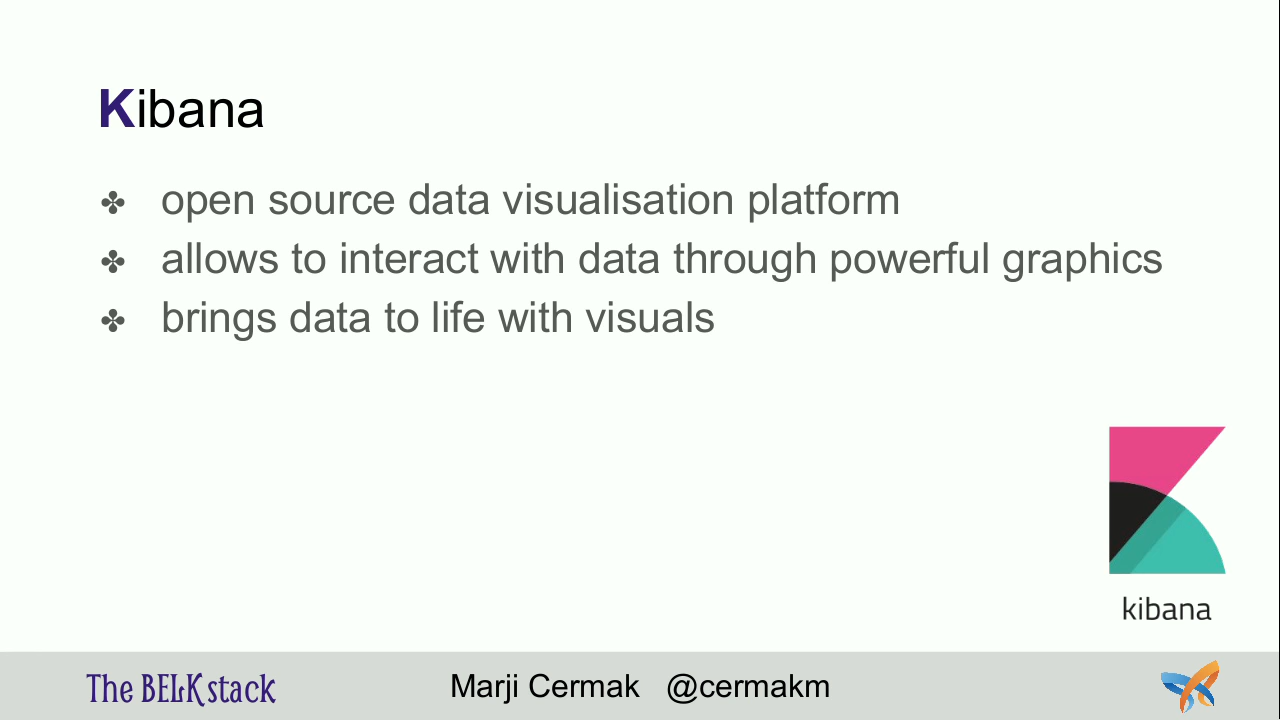 Kibana
✤ open source data visualisation platform
✤ allows to interact with data through powerful graphics
✤ brings data to life with visuals
kibana
The BELK stack
Marji Cermak @cermakm